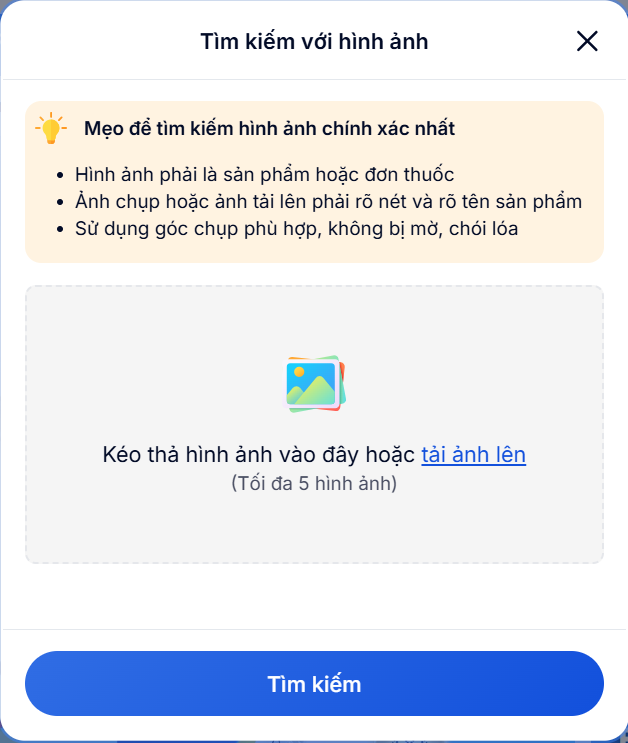 Tìm kiếm với hình ảnh
Mẹo để tìm kiếm hình ảnh chính xác nhất
Hình ảnh phải là sản phẩm hoặc đơn thuốc
Ảnh chụp hoặc ảnh tải lên phải rõ nét và rõ tên sản phẩm
Sử dụng góc chụp phù hợp, không bị mờ, chói lóa
Kéo thả hình ảnh vào đây hoặc tải ảnh lên
(Tối đa 5 hình ảnh)
Tìm kiếm